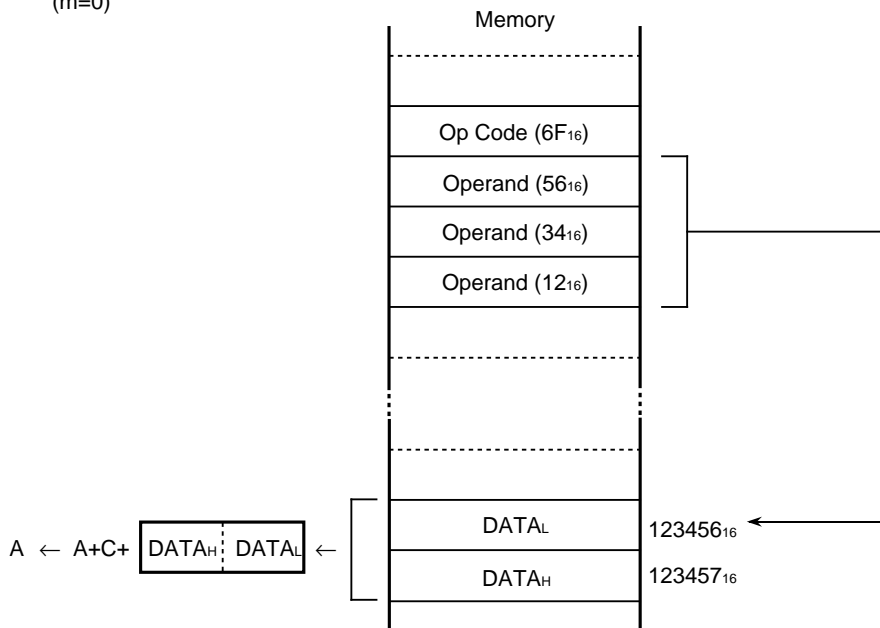 (m=0)
Memory
Op Code (6F₁₆)
Operand (56₁₆)
Operand (34₁₆)
Operand (12₁₆)
DATAL 123456₁₆
A ← A+C+ DATAH DATAL ←
DATAH 123457₁₆